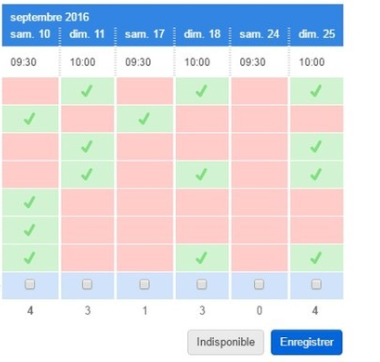 septembre 2016
sam. 10 dim. 11 sam. 17 dim. 18 sam. 24 dim. 25
09:30 10:00 09:30 10:00 09:30 10:00
4 3 1 3 0 4
Indisponible Enregistrer